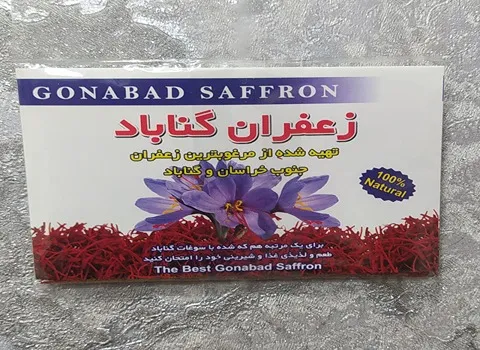 GONABAD SAFFRON
زعفران گناباد
تهیه شده از مرغوبترین زعفران
جنوب خراسان و گناباد
100%
Natural
برای یک مرتبه هم که شده با سوغات گناباد
طعم و لذیذی غذا و شیرینی خود را امتحان کنید
The Best Gonabad Saffron